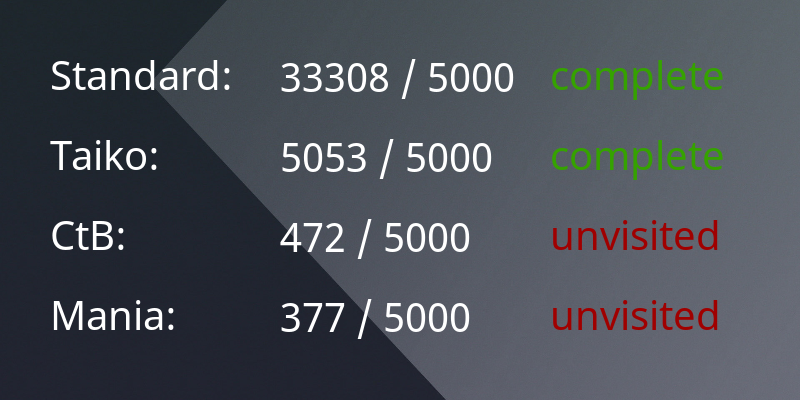 Standard: 33308 / 5000 complete
Taiko: 5053 / 5000 complete
CtB: 472 / 5000 unvisited
Mania: 377 / 5000 unvisited